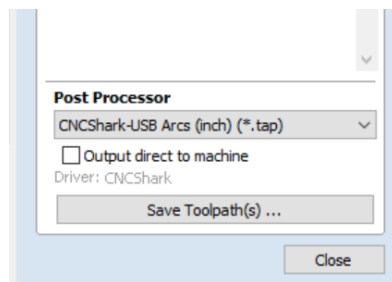 Post Processor
CNCShark-USB Arcs (inch) (*.tap)
Output direct to machine
Driver: CNCShark
Save Toolpath(s) ...
Close